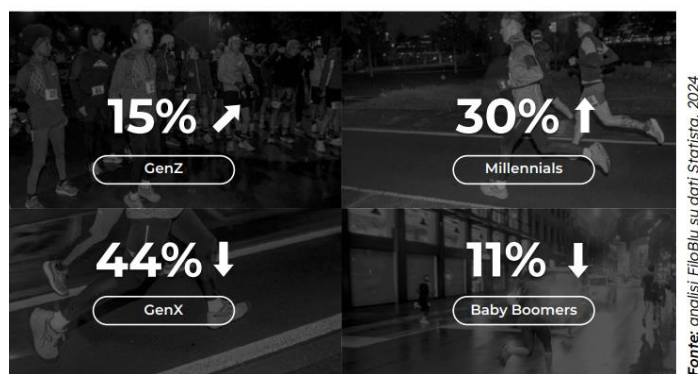 15%
GenZ
30%
Millennials
44%
GenX
11%
Baby Boomers
Fonte: analisi FiloBlu su dati Statista, 2024